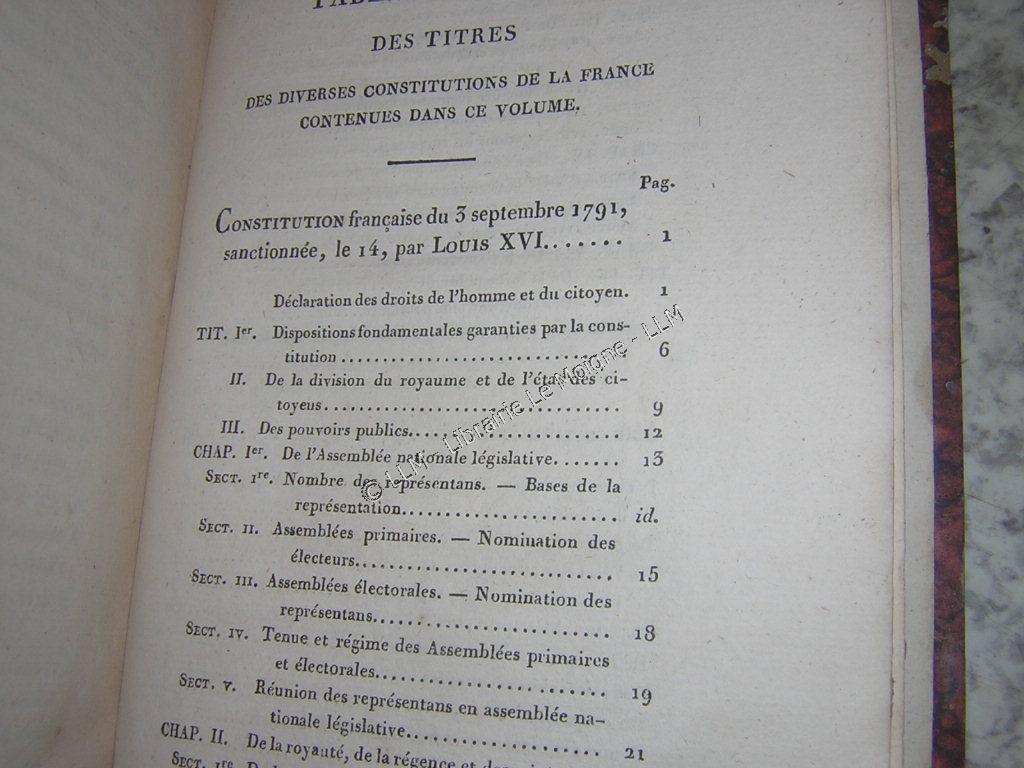 DES TITRES
DES DIVERSES CONSTITUTIONS DE LA FRANCE
CONTENUES DANS CE VOLUME.
Pag.
CONSTITUTION française du 3 septembre 1791,
sanctionnée, le 14, par LOUIS XVI....... 1
Déclaration des droits de l'homme et du citoyen. 1
TIT. Ier. Dispositions fondamentales garanties par la cons-
titution ................................... 6
II. De la division du royaume et de l'état des ci-
toyens.................................... 9
III. Des pouvoirs publics......................... 12
CHAP. Ier. De l'Assemblée nationale législative....... 13
SECT. Ire. Nombre des représentans. — Bases de la
représentation......................... id.
SECT. II. Assemblées primaires. — Nomination des
électeurs.............................. 15
SECT. III. Assemblées électorales. — Nomination des
représentans........................... 18
SECT. IV. Tenue et régime des Assemblées primaires
et électorales.......................... 19
SECT. V. Réunion des représentans en assemblée na-
tionale législative...................... 21
CHAP. II. De la royauté, de la régence et
SECT. Ire.
© LLM - Librairie Le Moigne - LLM